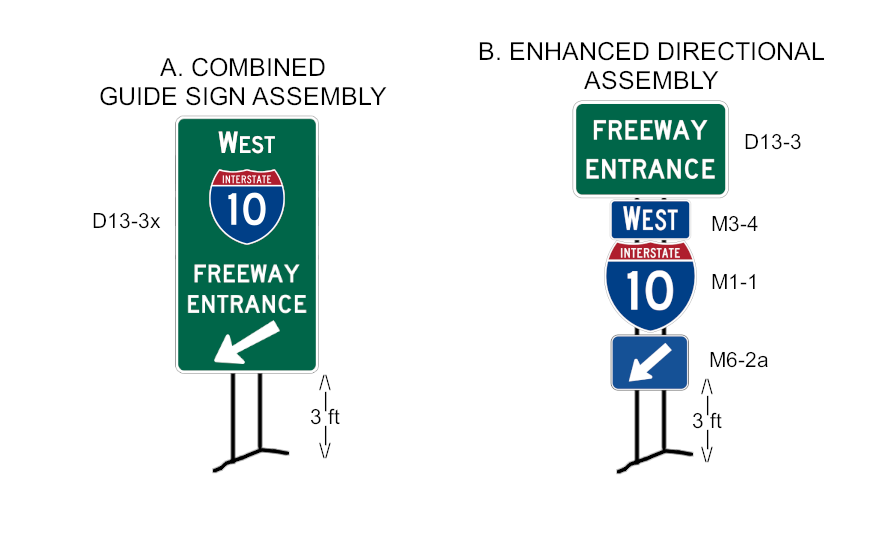 A. COMBINED
GUIDE SIGN ASSEMBLY
WEST
INTERSTATE
10
FREEWAY
ENTRANCE
D13-3x
3 ft
B. ENHANCED DIRECTIONAL
ASSEMBLY
FREEWAY
ENTRANCE
D13-3
WEST
M3-4
INTERSTATE
10
M1-1
M6-2a
3 ft